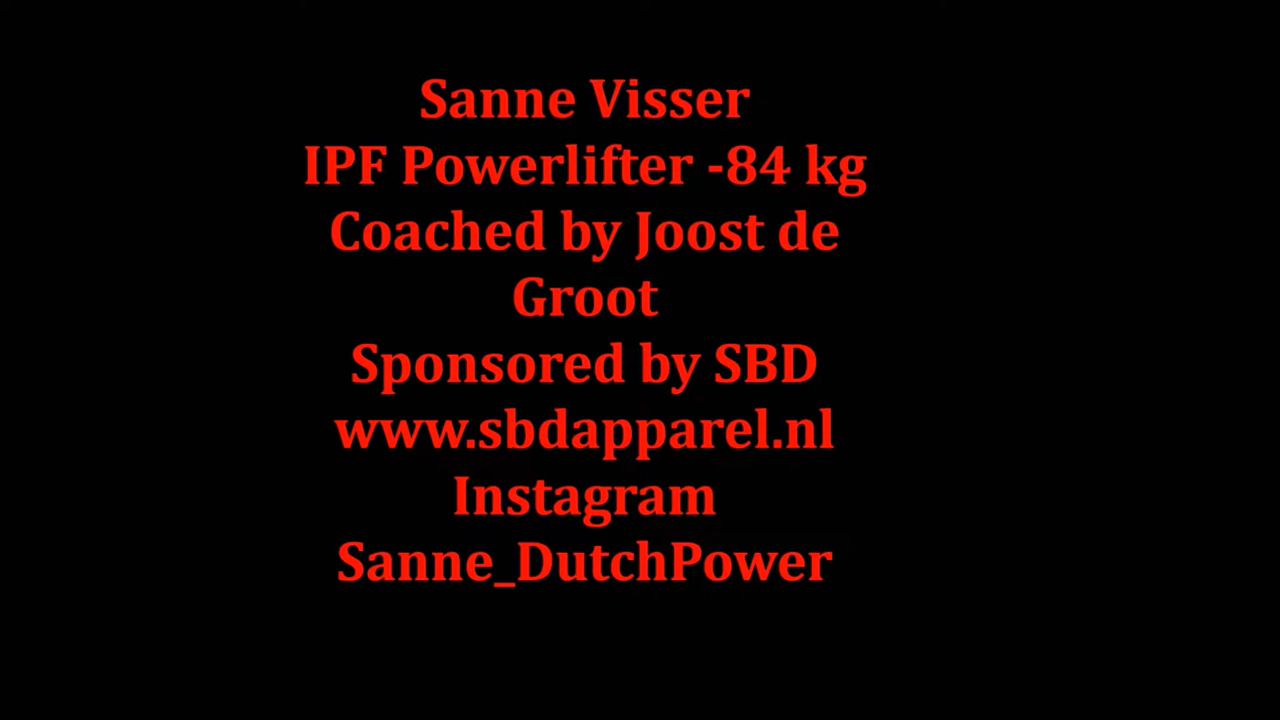 Sanne Visser
IPF Powerlifter -84 kg
Coached by Joost de
Groot
Sponsored by SBD
www.sbdapparel.nl
Instagram
Sanne_DutchPower